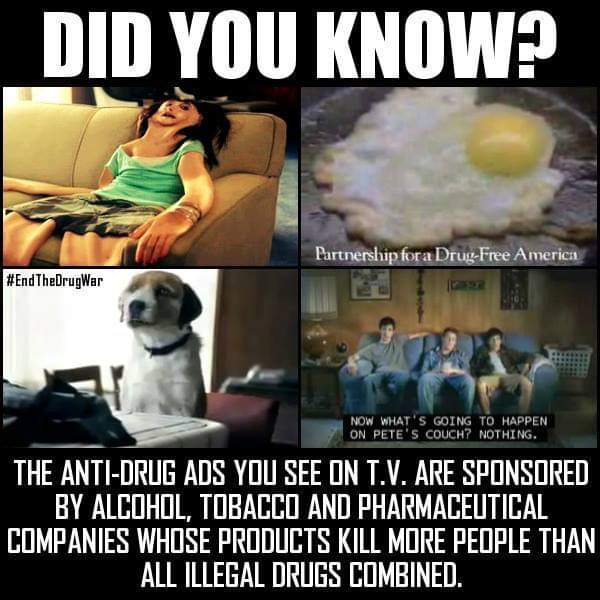 DID YOU KNOW?
Partnership for a Drug-Free America
#EndTheDrugWar
NOW WHAT'S GOING TO HAPPEN
ON PETE'S COUCH? NOTHING.
THE ANTI-DRUG ADS YOU SEE ON T.V. ARE SPONSORED
BY ALCOHOL, TOBACCO AND PHARMACEUTICAL
COMPANIES WHOSE PRODUCTS KILL MORE PEOPLE THAN
ALL ILLEGAL DRUGS COMBINED.